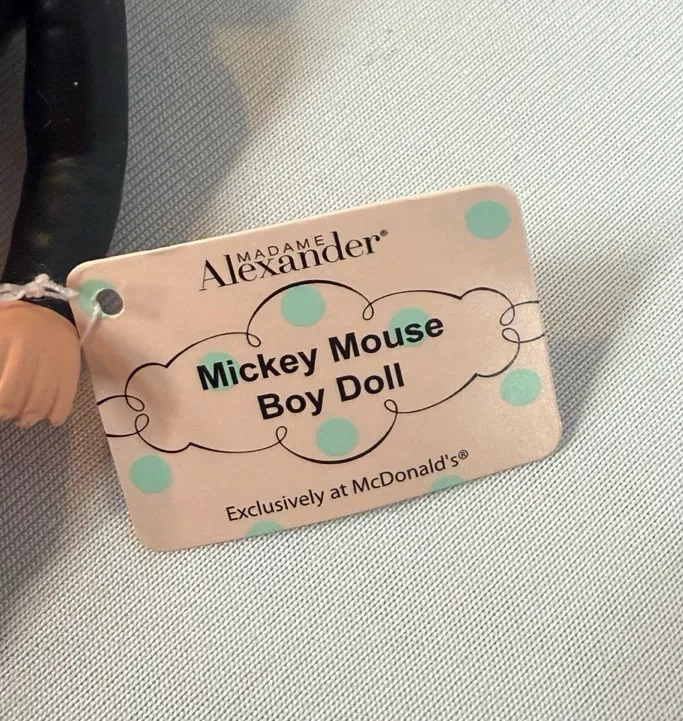 MADAME
Alexander®
Mickey Mouse
Boy Doll
Exclusively at McDonald's®